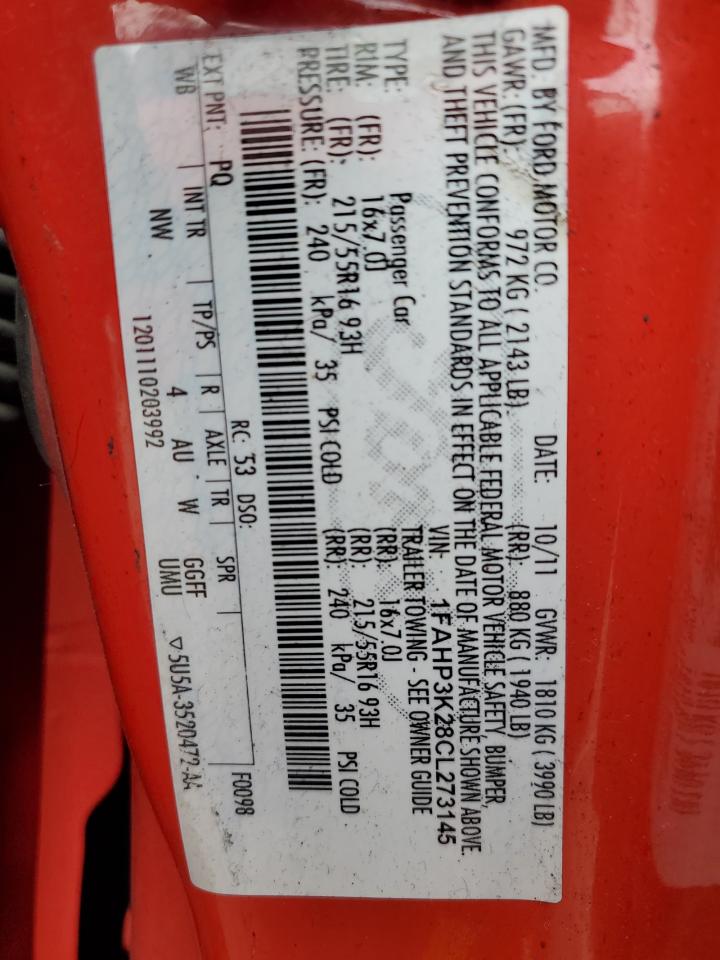 MFD. BY FORD MOTOR CO. DATE: 10/11 GVWR: 1810 KG ( 3990 LB)
GAWR: (FR): 972 KG ( 2143 LB) (RR): 880 KG ( 1940 LB)
THIS VEHICLE CONFORMS TO ALL APPLICABLE FEDERAL MOTOR VEHICLE SAFETY, BUMPER,
AND THEFT PREVENTION STANDARDS IN EFFECT ON THE DATE OF MANUFACTURE SHOWN ABOVE.
VIN: 1FAHP3K28CL273145
TYPE: Passenger Car TRAILER TOWING - SEE OWNER GUIDE
RIM: (FR): 16x7.0J (RR): 16x7.0J
TIRE: (FR): 215/55R16 93H (RR): 215/55R16 93H
PRESSURE: (FR): 240 kPa/ 35 PSI COLD (RR): 240 kPa/ 35 PSI COLD
F0098
EXT PNT: PQ RC: 53 DSO:
WB INT TR TP/PS R AXLE TR SPR
NW 4 AU W GGFF
UMU
▽5U5A-3520472-AA
1201110203992